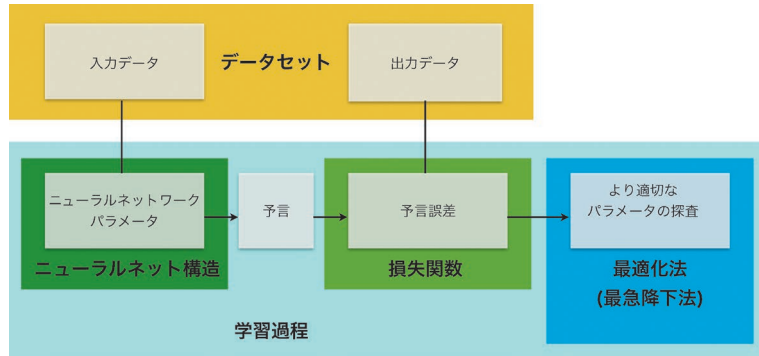 入力データ
データセット
出力データ
ニューラルネットワーク
パラメータ
予言
予言誤差
より適切な
パラメータの探査
ニューラルネット構造
損失関数
最適化法
(最急降下法)
学習過程